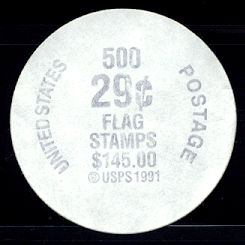 500
29¢
FLAG
STAMPS
$145.00
© USPS 1991
UNITED STATES
POSTAGE